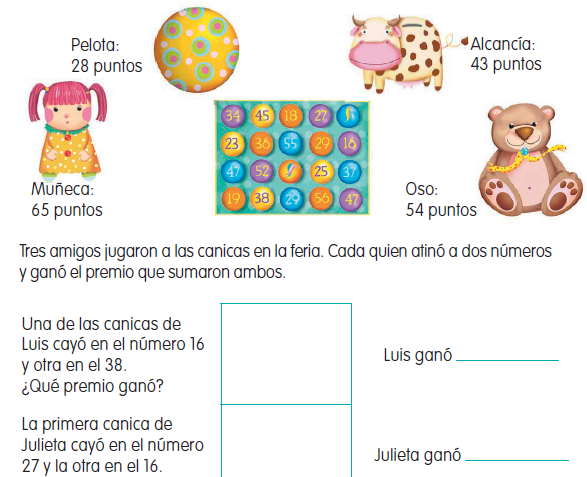 Pelota:
28 puntos
Alcancía:
43 puntos
34 45 18 27
23 36 55 29 16
47 52 25 37
19 38 29 56 47
Muñeca:
65 puntos
Oso:
54 puntos
Tres amigos jugaron a las canicas en la feria. Cada quien atinó a dos números
y ganó el premio que sumaron ambos.
Una de las canicas de
Luis cayó en el número 16
y otra en el 38.
¿Qué premio ganó?
Luis ganó
La primera canica de
Julieta cayó en el número
27 y la otra en el 16.
Julieta ganó